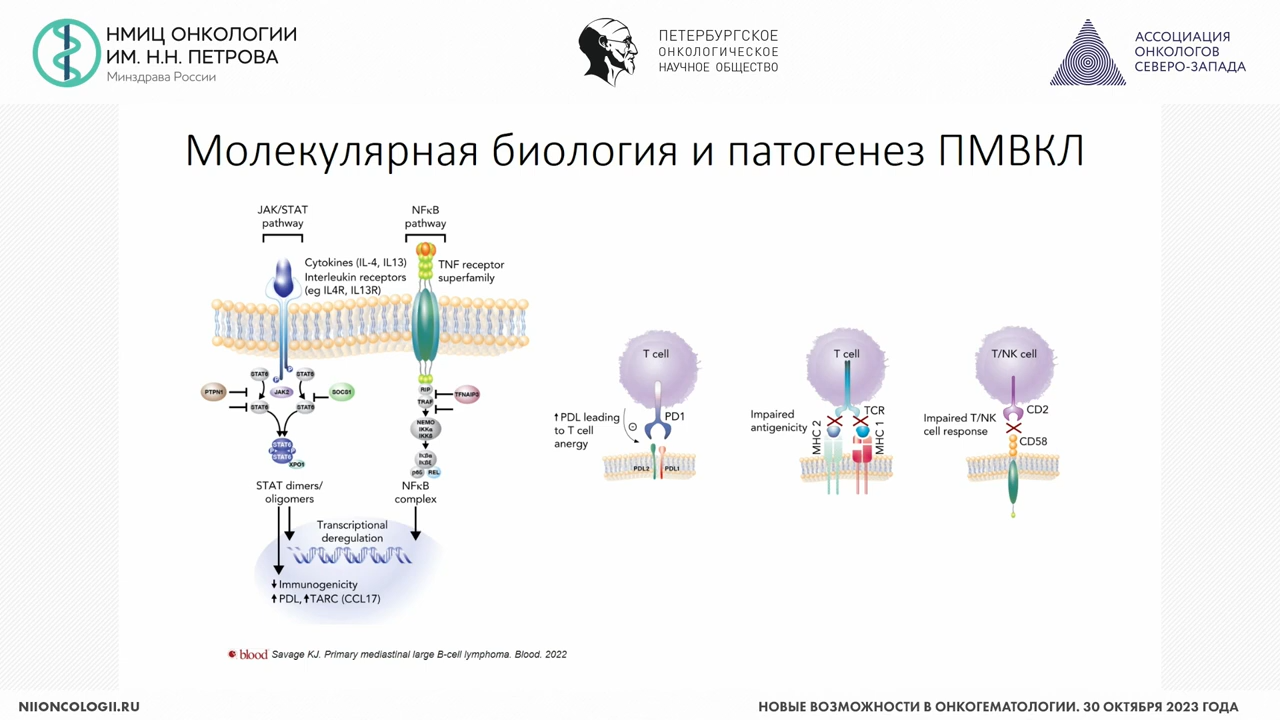 НМИЦ ОНКОЛОГИИ
ИМ. Н.Н. ПЕТРОВА
Минздрава России
ПЕТЕРБУРГСКОЕ
ОНКОЛОГИЧЕСКОЕ
НАУЧНОЕ ОБЩЕСТВО
АССОЦИАЦИЯ
ОНКОЛОГОВ
СЕВЕРО-ЗАПАДА
Молекулярная биология и патогенез ПМВКЛ
JAK/STAT
pathway
NFκB
pathway
Cytokines (IL-4, IL13)
Interleukin receptors
(eg IL4R, IL13R)
TNF receptor
superfamily
P
P
STAT6
STAT6
PTPN1
JAK2
SOCS1
STAT6
STAT6
STAT6
P
P
STAT6
XPO1
RIP
TRAF
TFNAIP3
NEMO
IKKα
IKKβ
IKBα
IKBε
p65
REL
STAT dimers/
oligomers
NFκB
complex
Transcriptional
deregulation
Immunogenicity
PDL, TARC (CCL17)
T cell
↑PDL leading
to T cell
anergy
PD1
PDL2
PDL1
T cell
Impaired
antigenicity
TCR
MHC 2
MHC 1
T/NK cell
CD2
Impaired T/NK
cell response
CD58
blood
Savage KJ. Primary mediastinal large B-cell lymphoma. Blood. 2022
NIIONCOLOGII.RU
НОВЫЕ ВОЗМОЖНОСТИ В ОНКОГЕМАТОЛОГИИ. 30 ОКТЯБРЯ 2023 ГОДА